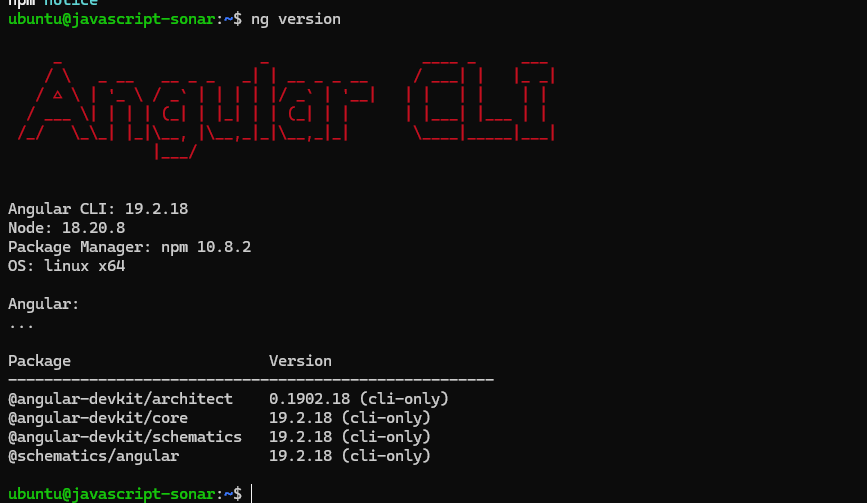 npm notice
ubuntu@javascript-sonar:~$ ng version
Angular CLI
Angular CLI: 19.2.18
Node: 18.20.8
Package Manager: npm 10.8.2
OS: linux x64
Angular:
...
Package Version
------------------------------------------------------
@angular-devkit/architect 0.1902.18 (cli-only)
@angular-devkit/core 19.2.18 (cli-only)
@angular-devkit/schematics 19.2.18 (cli-only)
@schematics/angular 19.2.18 (cli-only)
ubuntu@javascript-sonar:~$